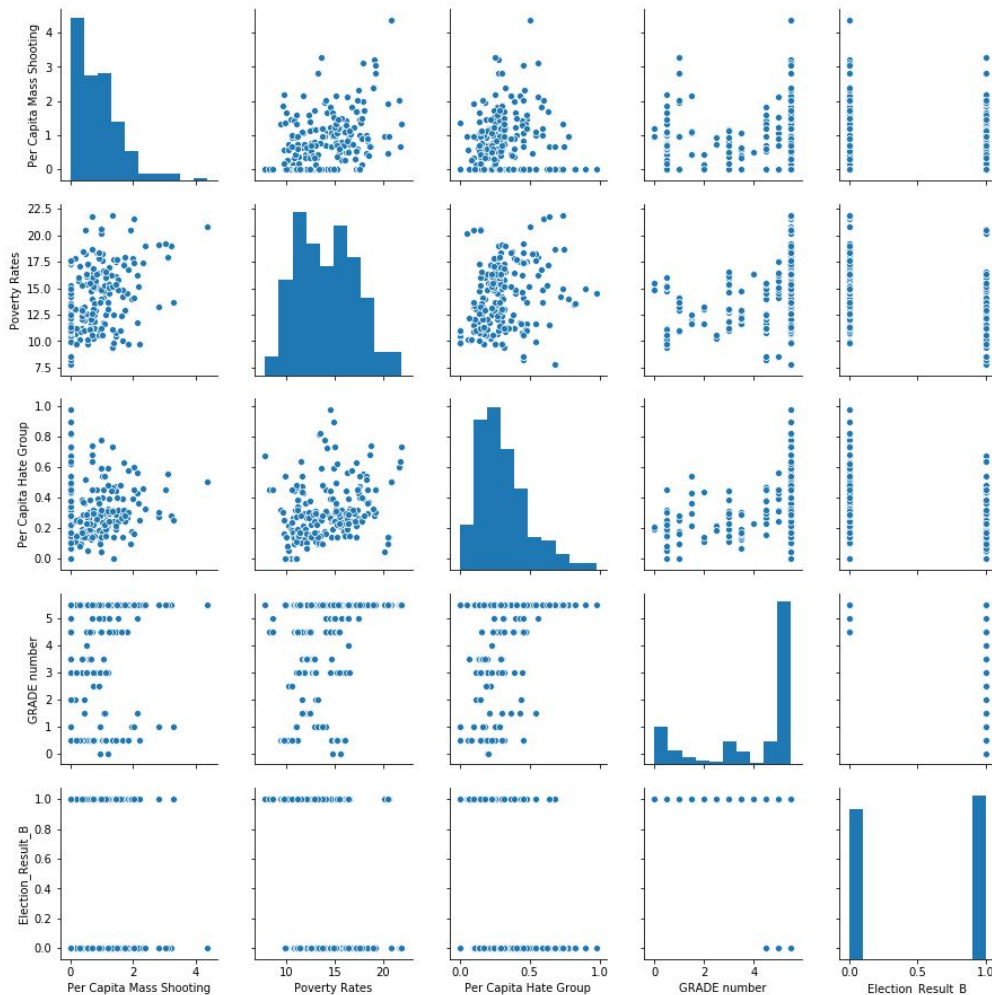 Per Capita Mass Shooting
4
3
2
1
0
Poverty Rates
22.5
20.0
17.5
15.0
12.5
10.0
7.5
Per Capita Hate Group
1.0
0.8
0.6
0.4
0.2
0.0
GRADE number
5
4
3
2
1
0
Election_Result_B
1.0
0.8
0.6
0.4
0.2
0.0
0 2 4
10 15 20
0.0 0.5 1.0
0 2 4
0.0 0.5 1.0
Per Capita Mass Shooting
Poverty Rates
Per Capita Hate Group
GRADE number
Election_Result_B